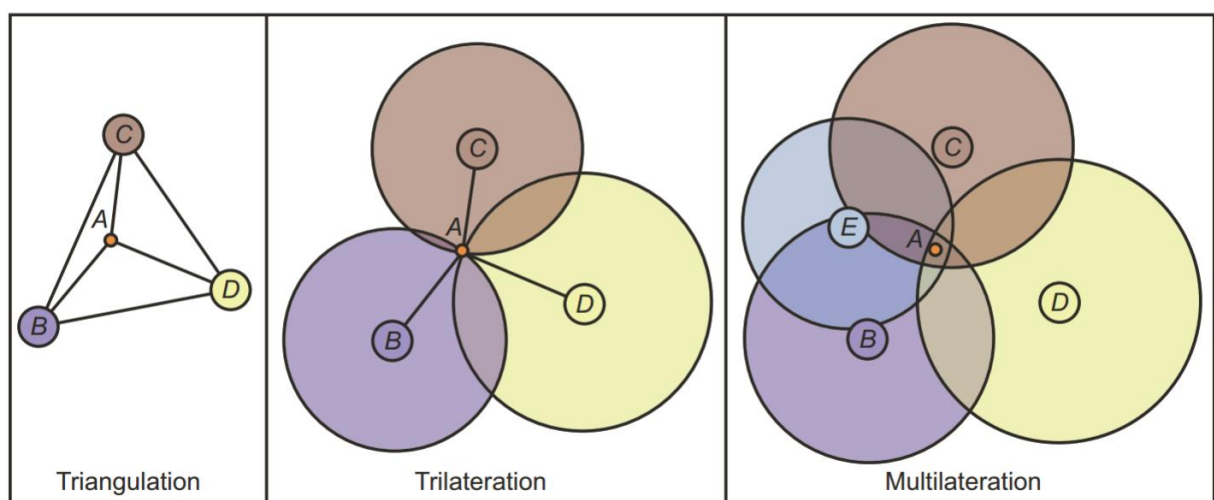 C
A
D
B
Triangulation
C
A
D
B
Trilateration
C
E
A
D
B
Multilateration